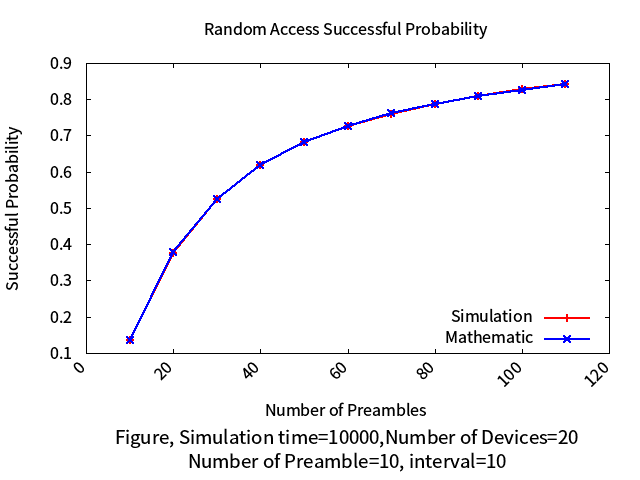 Random Access Successful Probability
0.9
0.8
0.7
0.6
0.5
0.4
0.3
0.2
0.1
Successful Probability
Simulation
Mathematic
0 20 40 60 80 100 120
Number of Preambles
Figure, Simulation time=10000,Number of Devices=20
Number of Preamble=10, interval=10